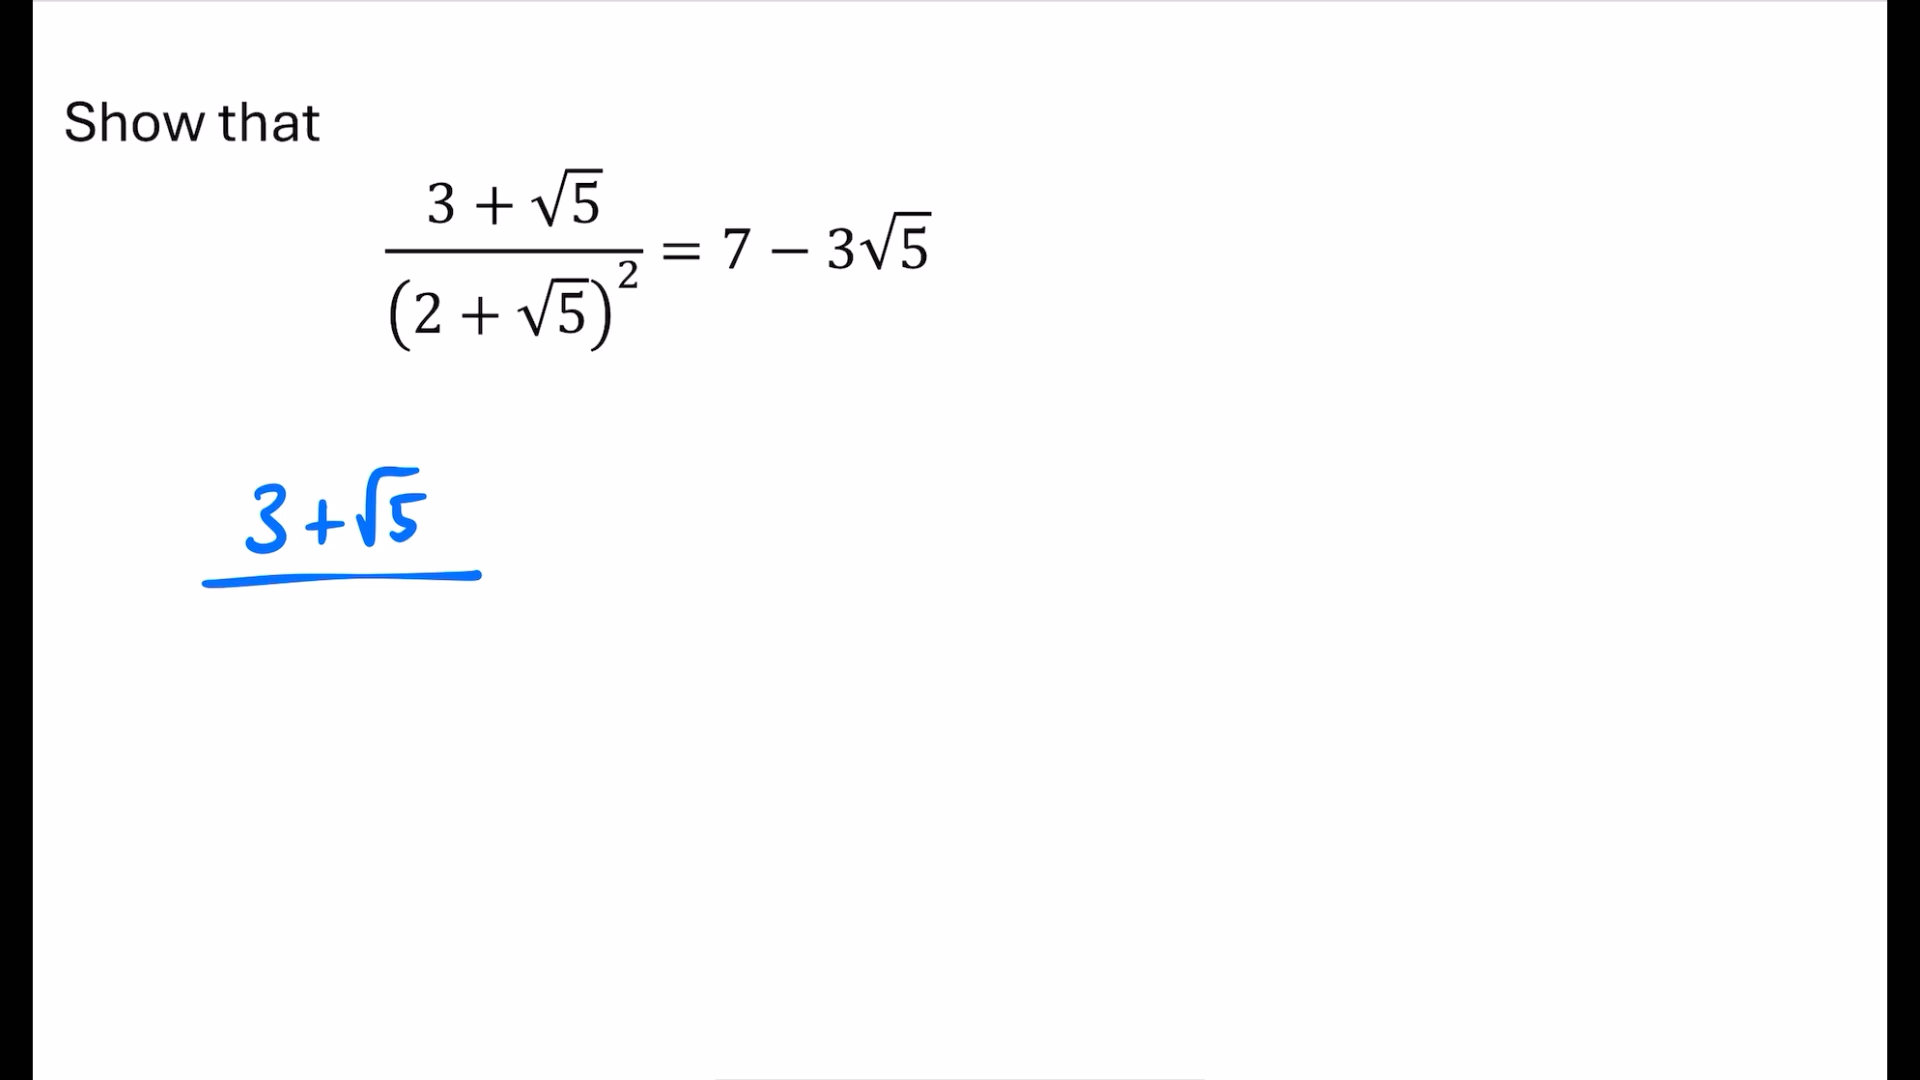 Show that
3 + √5
= 7 − 3√5
(2 + √5)²
3 + √5